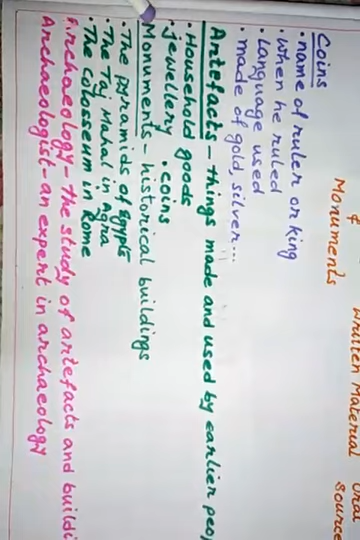 & Written Material Oral
Monuments source
Coins
• name of ruler or king
• when he ruled
• language used
• made of gold, silver...
Artefacts - things made and used by earlier peop
• Household goods
• jewellery • coins
Monuments - historical buildings
• The pyramids of Egypt
• The Taj Mahal in Agra
• The Colosseum in Rome
Archaeology - The study of artefacts and buildi
Archaeologist - an expert in archaeology